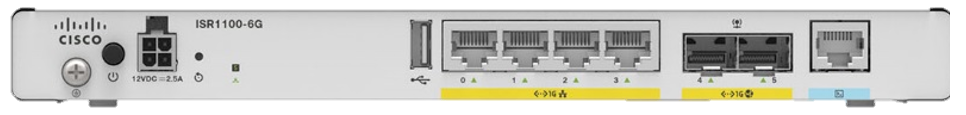 CISCO
ISR1100-6G
12VDC⎓2.5A
0 1 2 3
4 5
1G
1G